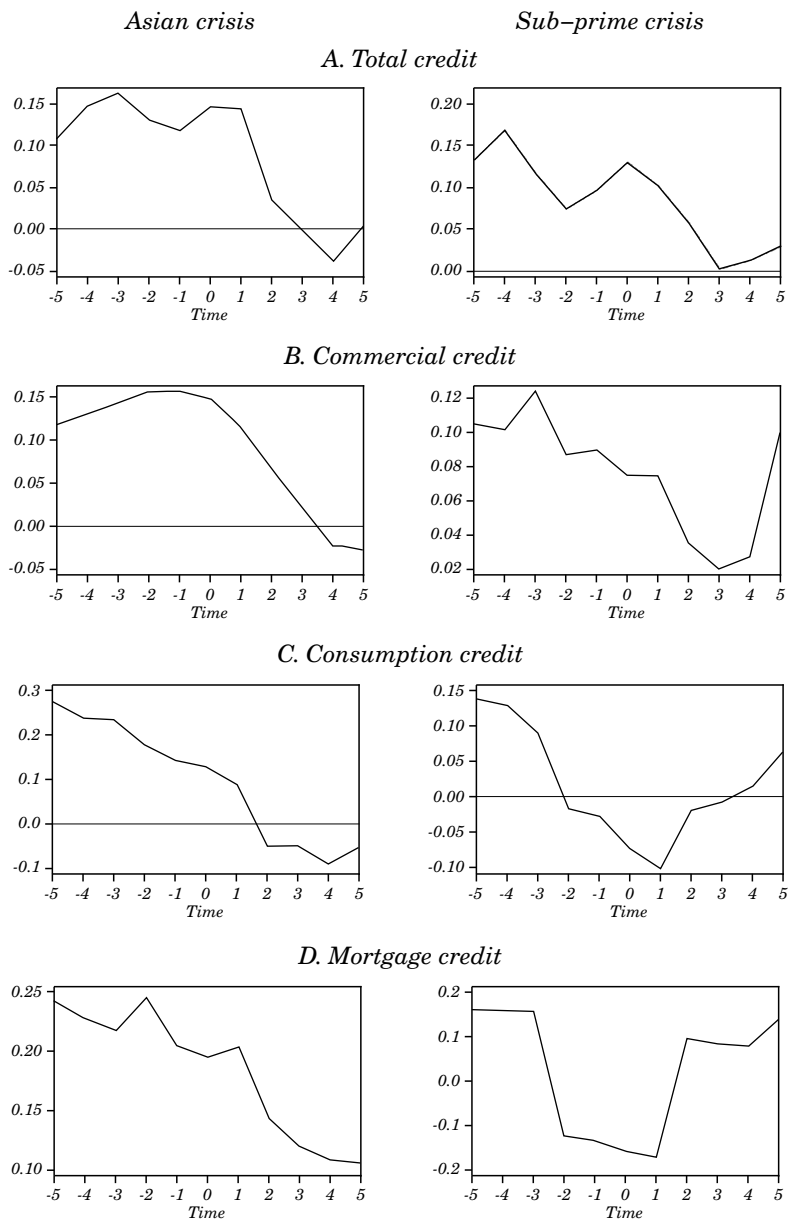 Asian crisis Sub–prime crisis
A. Total credit
0.15
0.10
0.05
0.00
-0.05
-5 -4 -3 -2 -1 0 1 2 3 4 5
Time
0.20
0.15
0.10
0.05
0.00
-5 -4 -3 -2 -1 0 1 2 3 4 5
Time
B. Commercial credit
0.15
0.10
0.05
0.00
-0.05
-5 -4 -3 -2 -1 0 1 2 3 4 5
Time
0.12
0.10
0.08
0.06
0.04
0.02
-5 -4 -3 -2 -1 0 1 2 3 4 5
Time
C. Consumption credit
0.3
0.2
0.1
0.0
-0.1
-5 -4 -3 -2 -1 0 1 2 3 4 5
Time
0.15
0.10
0.05
0.00
-0.05
-0.10
-5 -4 -3 -2 -1 0 1 2 3 4 5
Time
D. Mortgage credit
0.25
0.20
0.15
0.10
-5 -4 -3 -2 -1 0 1 2 3 4 5
Time
0.2
0.1
0.0
-0.1
-0.2
-5 -4 -3 -2 -1 0 1 2 3 4 5
Time